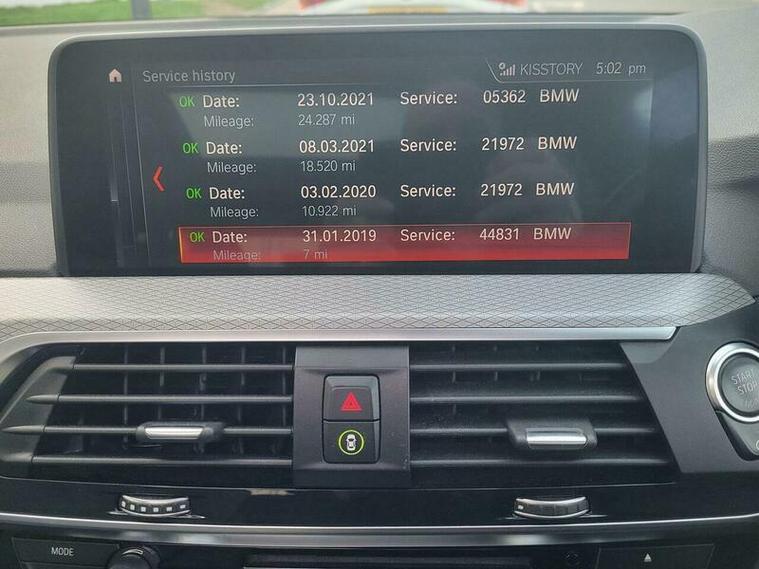 Service history KISSTORY 5:02 pm
OK Date: 23.10.2021 Service: 05362 BMW
Mileage: 24.287 mi
OK Date: 08.03.2021 Service: 21972 BMW
Mileage: 18.520 mi
OK Date: 03.02.2020 Service: 21972 BMW
Mileage: 10.922 mi
OK Date: 31.01.2019 Service: 44831 BMW
Mileage: 7 mi
START
STOP
MODE